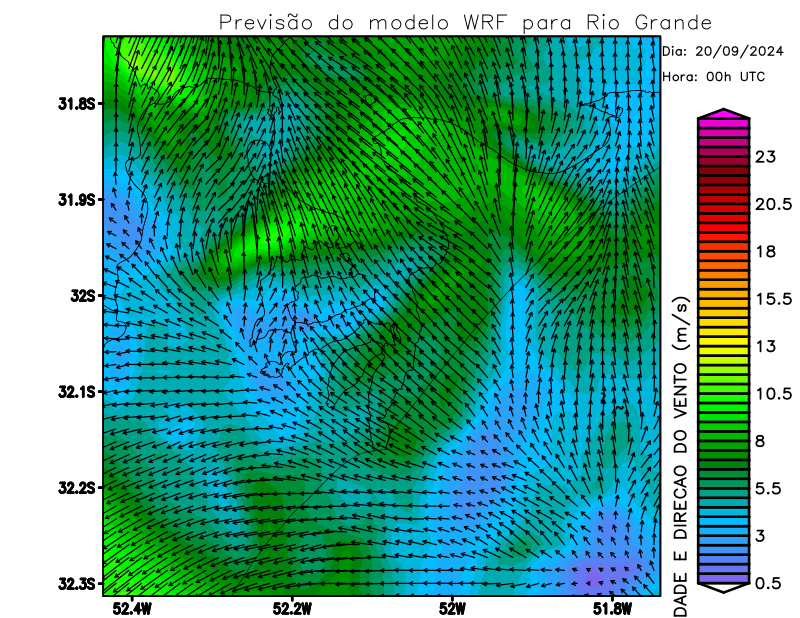 Previsão do modelo WRF para Rio Grande
Dia: 20/09/2024
Hora: 00h UTC
31.8S
31.9S
32S
32.1S
32.2S
32.3S
52.4W
52.2W
52W
51.8W
23
20.5
18
15.5
13
10.5
8
5.5
3
0.5
DADE E DIRECAO DO VENTO (m/s)